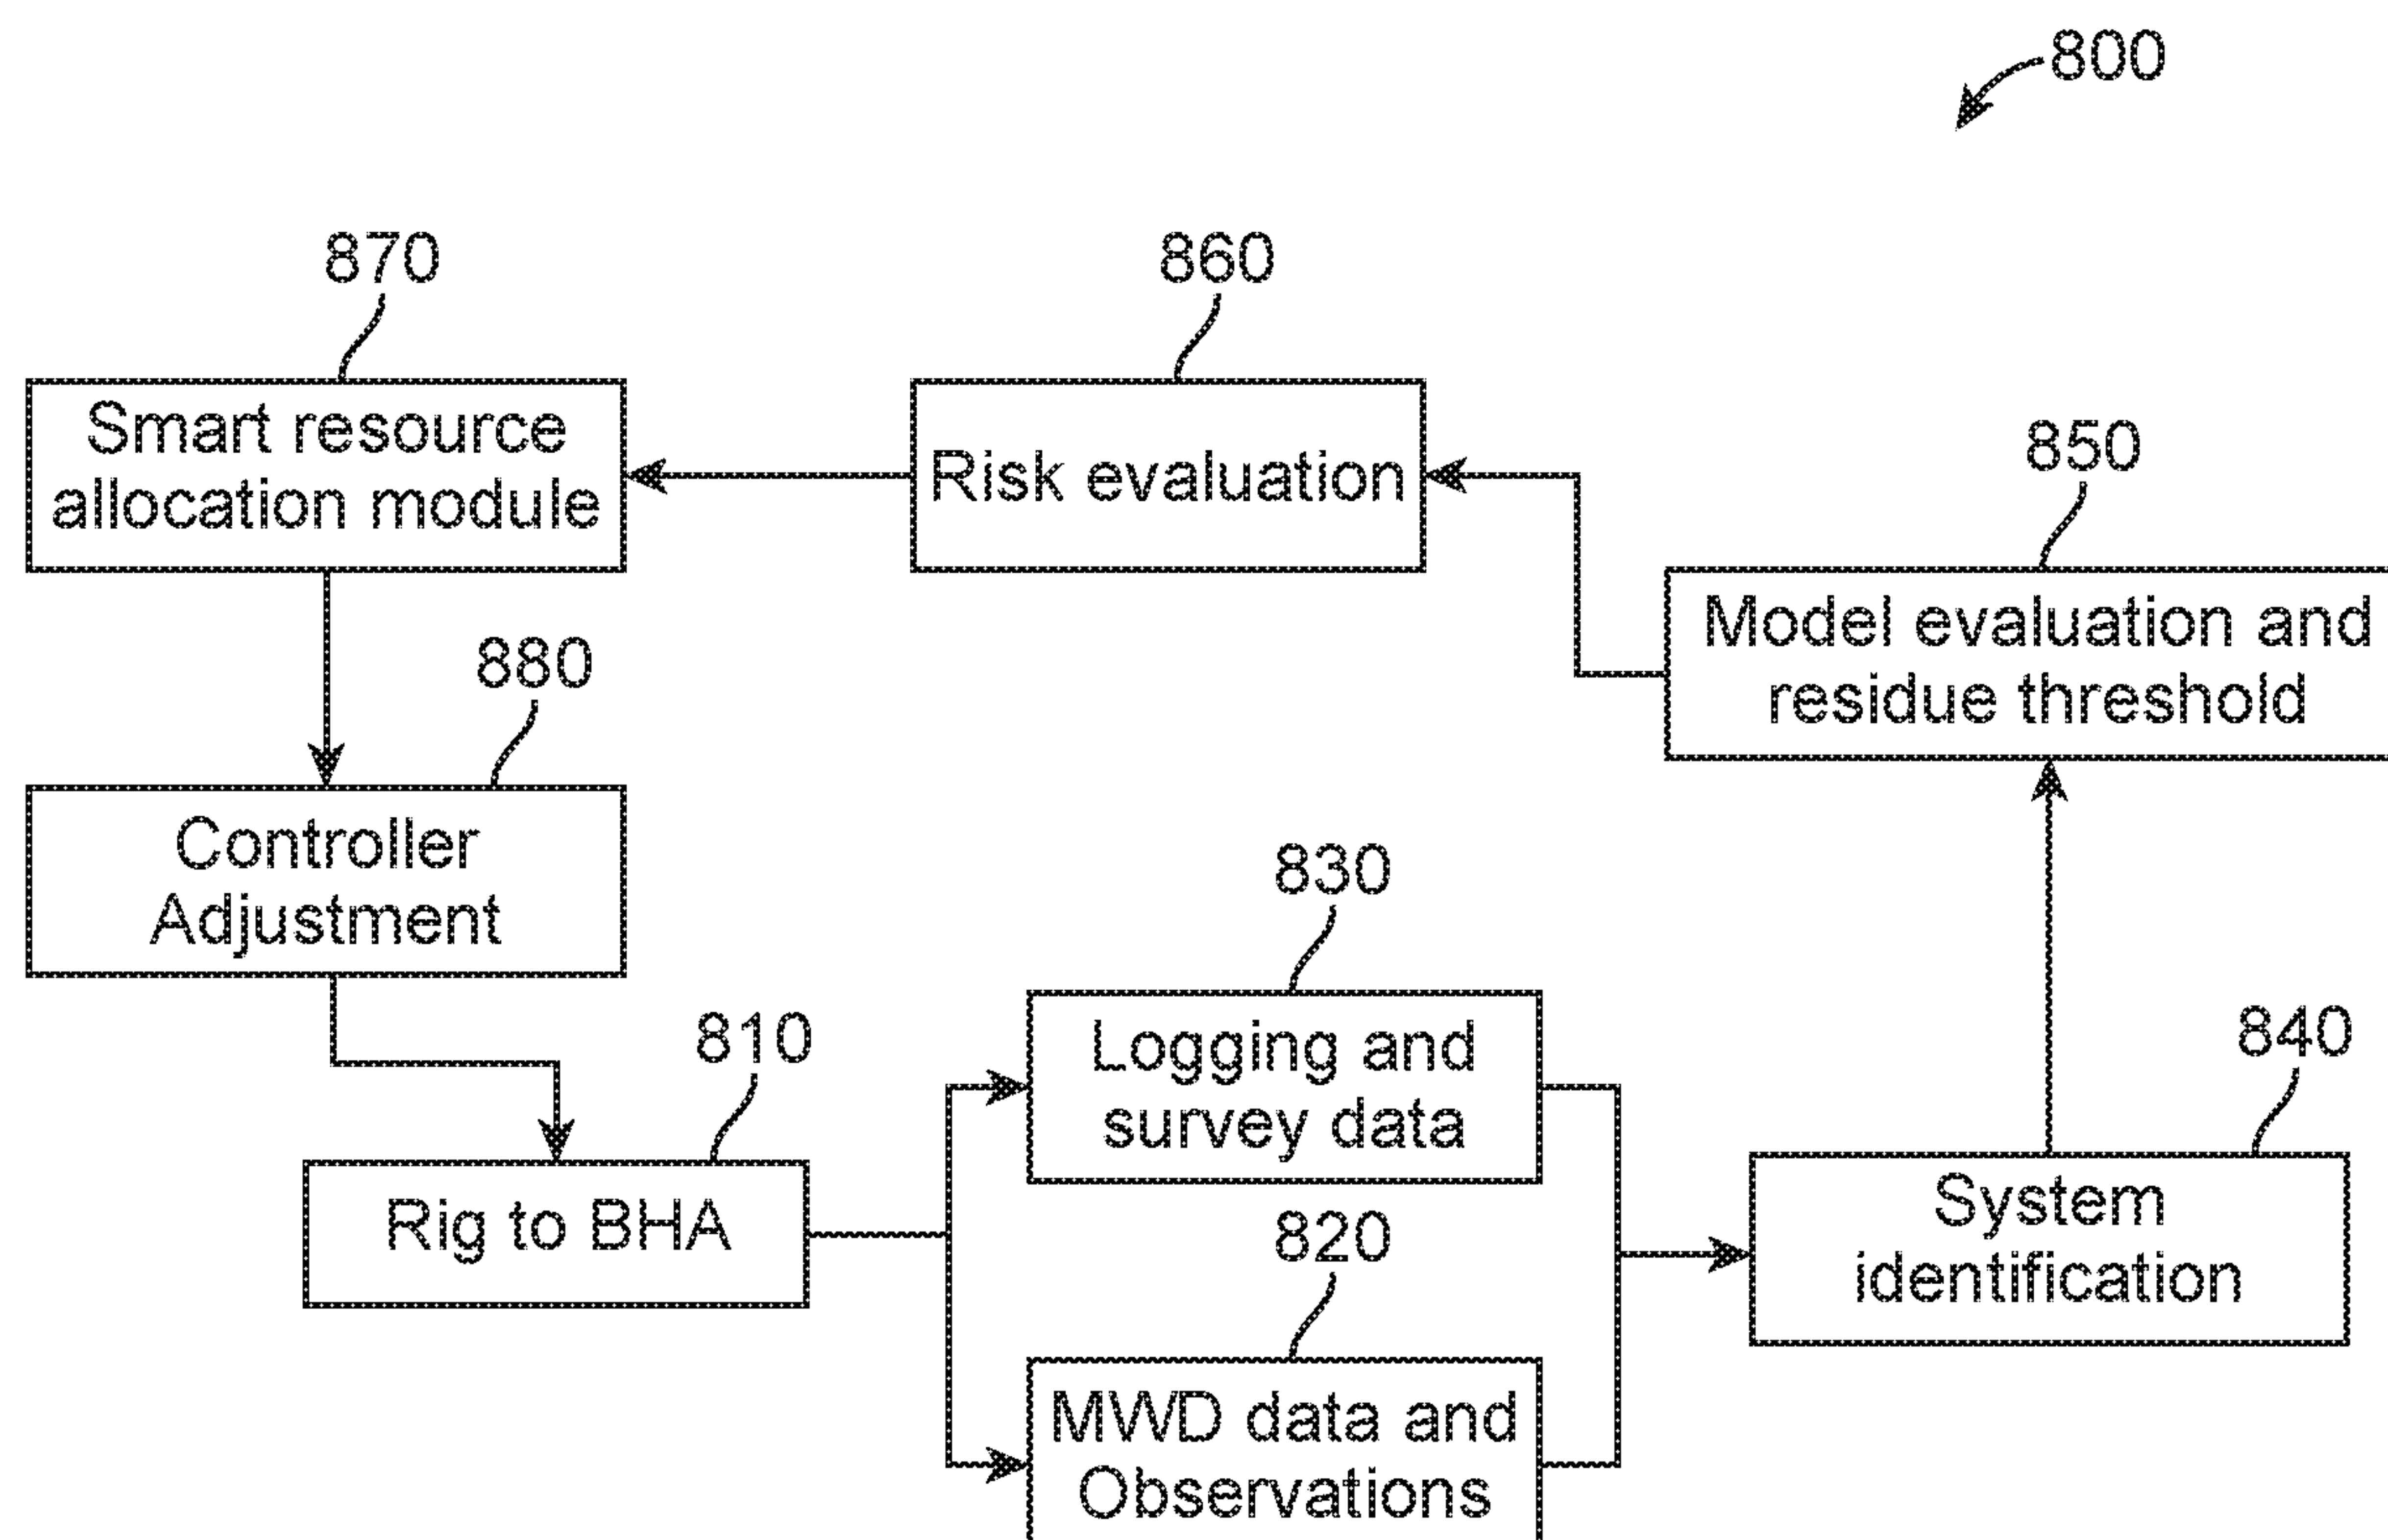 800
870
860
Smart resource
allocation module
Risk evaluation
850
Model evaluation and
residue threshold
880
Controller
Adjustment
830
Logging and
survey data
810
Rig to BHA
840
System
identification
820
MWD data and
Observations